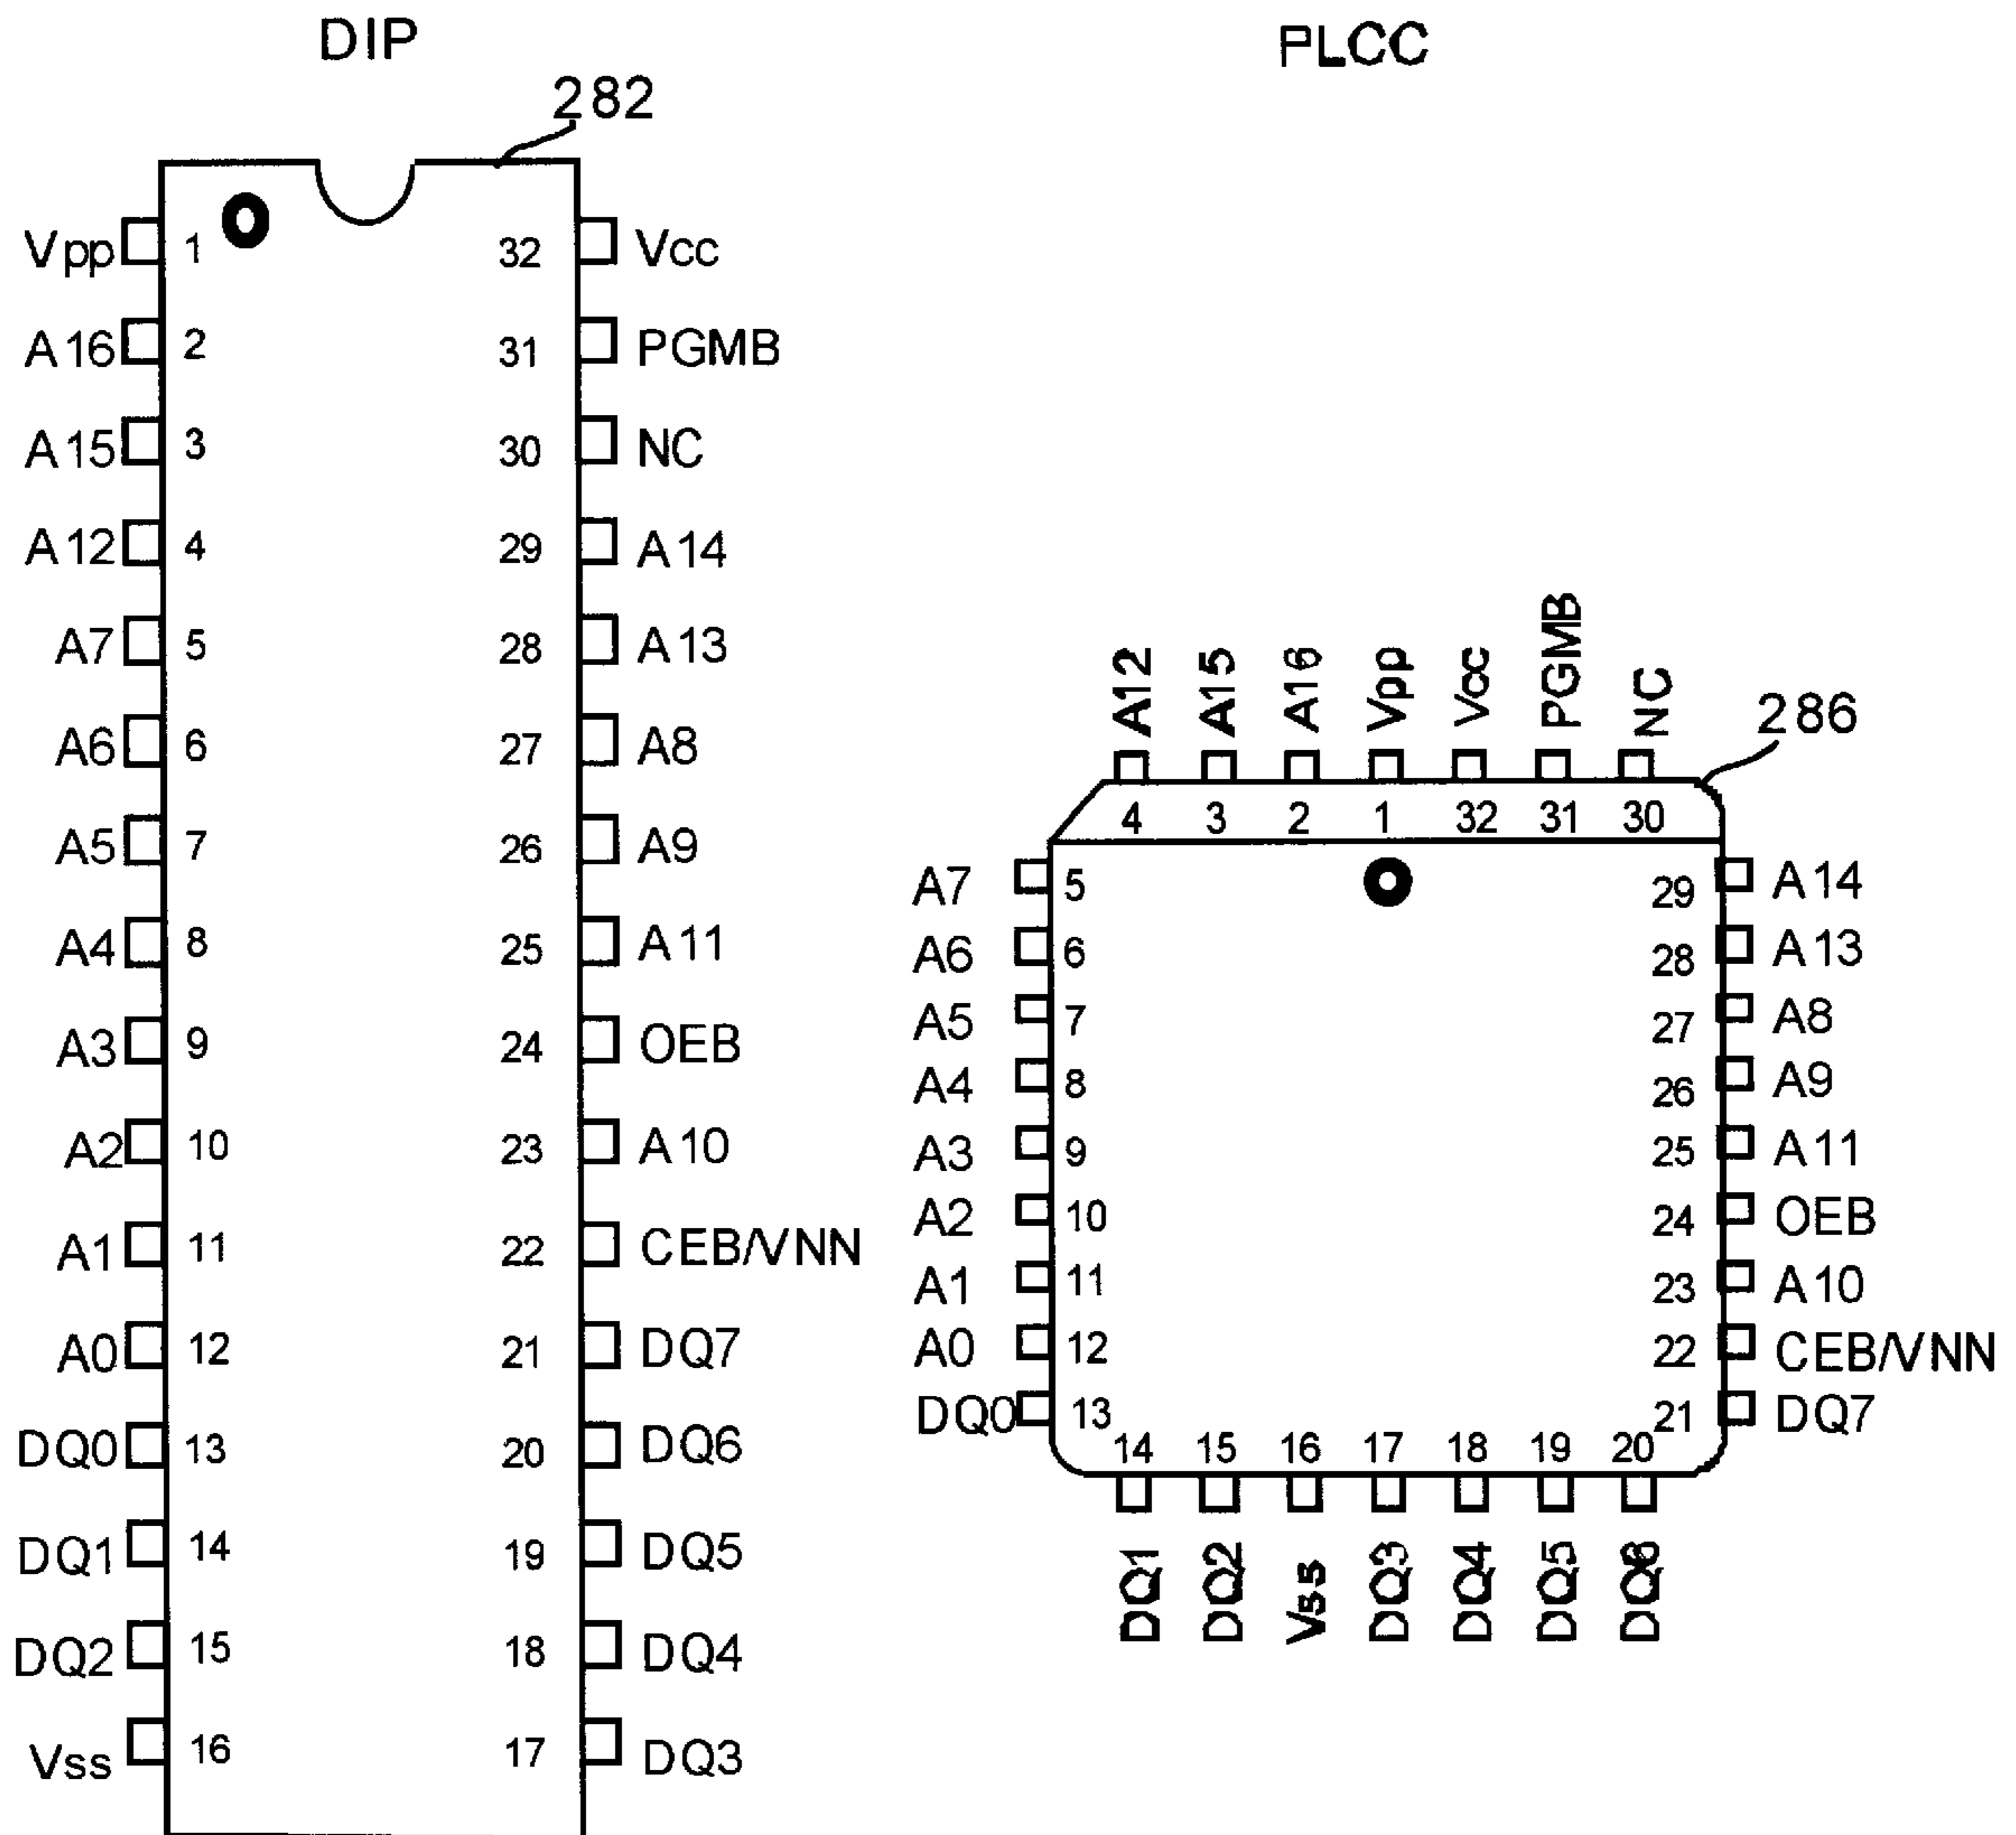 DIP
282
Vpp 1 32 Vcc
A16 2 31 PGMB
A15 3 30 NC
A12 4 29 A14
A7 5 28 A13
A6 6 27 A8
A5 7 26 A9
A4 8 25 A11
A3 9 24 OEB
A2 10 23 A10
A1 11 22 CEB/VNN
A0 12 21 DQ7
DQ0 13 20 DQ6
DQ1 14 19 DQ5
DQ2 15 18 DQ4
Vss 16 17 DQ3
PLCC
286
A12 A15 A16 Vpp Vcc PGMB NC
4 3 2 1 32 31 30
A7 5 29 A14
A6 6 28 A13
A5 7 27 A8
A4 8 26 A9
A3 9 25 A11
A2 10 24 OEB
A1 11 23 A10
A0 12 22 CEB/VNN
DQ0 13 21 DQ7
14 15 16 17 18 19 20
DQ1 DQ2 Vss DQ3 DQ4 DQ5 DQ6